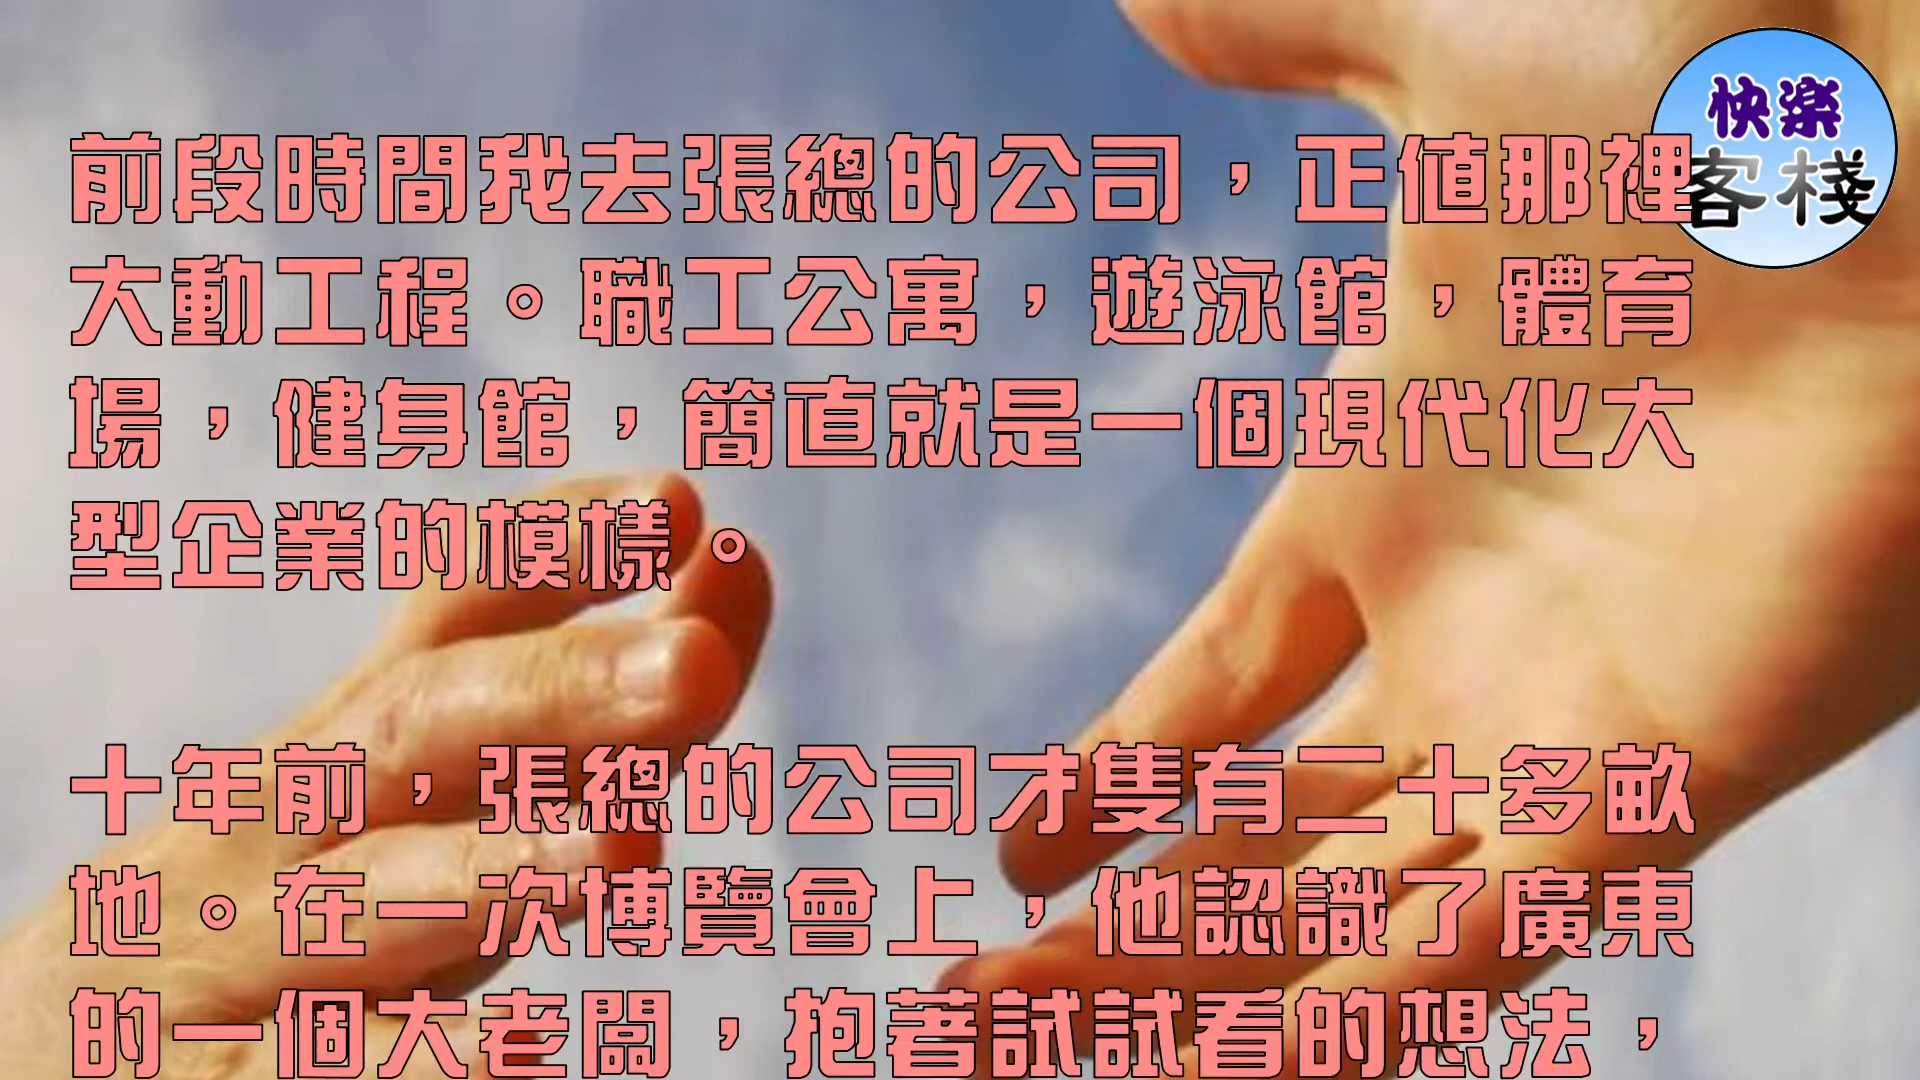 快樂
客棧
前段時間我去張總的公司，正值那裡
大動工程。職工公寓，遊泳館，體育
場，健身館，簡直就是一個現代化大
型企業的模樣。
十年前，張總的公司才隻有二十多畝
地。在一次博覽會上，他認識了廣東
的一個大老闆，抱著試試看的想法，